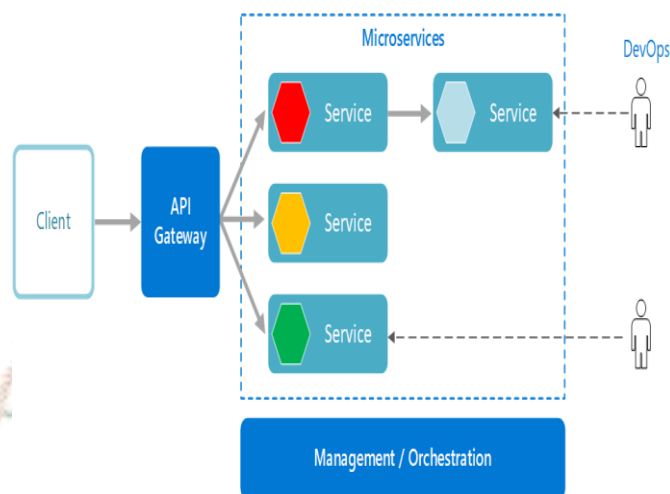 Microservices
DevOps
Service
Service
Client
API
Gateway
Service
Service
Management / Orchestration